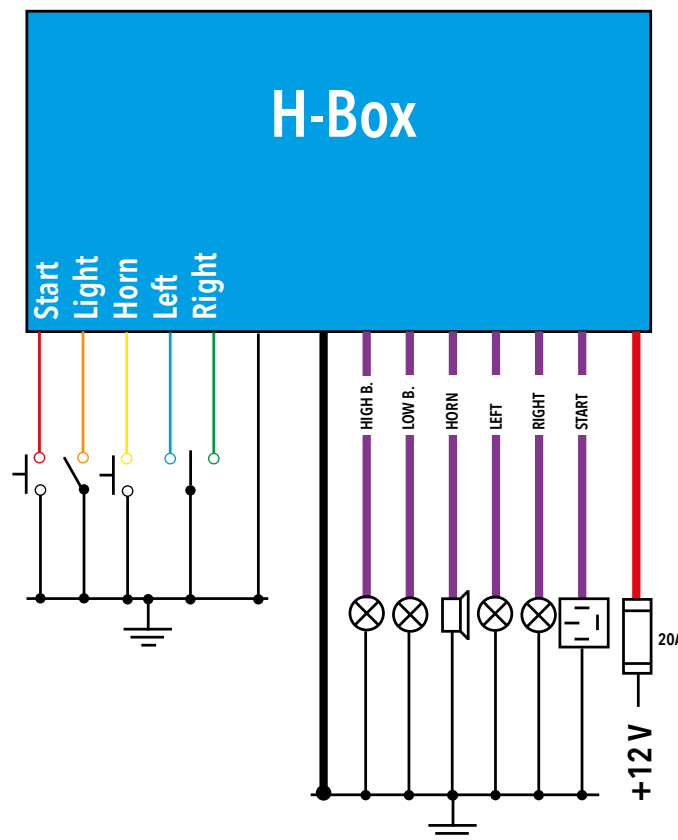 H-Box
Start
Light
Horn
Left
Right
HIGH B.
LOW B.
HORN
LEFT
RIGHT
START
20A
+12 V